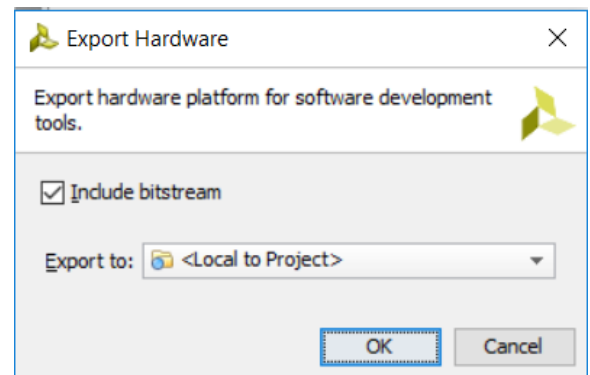 Export Hardware
Export hardware platform for software development
tools.
Include bitstream
Export to: <Local to Project>
OK Cancel